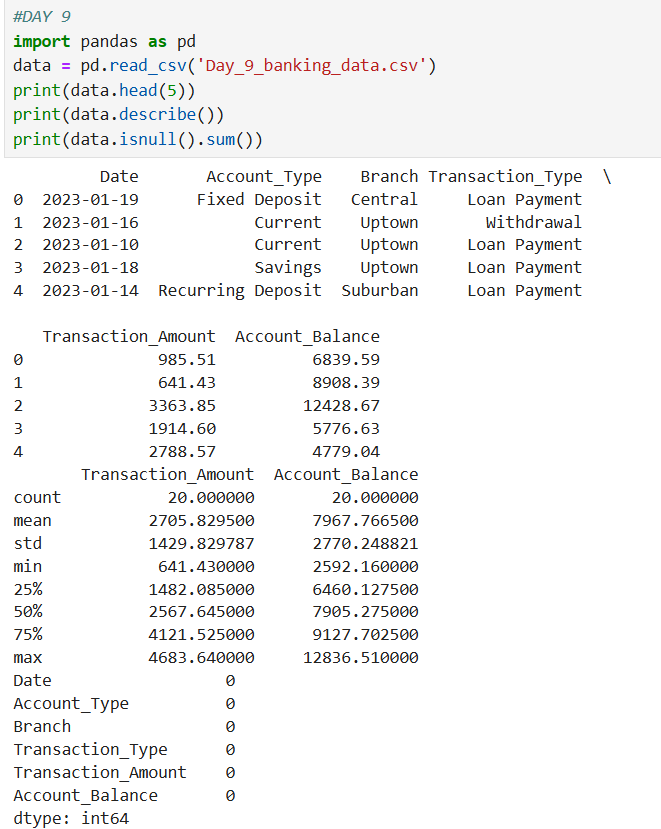 #DAY 9
import pandas as pd
data = pd.read_csv('Day_9_banking_data.csv')
print(data.head(5))
print(data.describe())
print(data.isnull().sum())
         Date       Account_Type    Branch Transaction_Type  \
0  2023-01-19      Fixed Deposit   Central     Loan Payment
1  2023-01-16            Current    Uptown       Withdrawal
2  2023-01-10            Current    Uptown     Loan Payment
3  2023-01-18            Savings    Uptown     Loan Payment
4  2023-01-14  Recurring Deposit  Suburban     Loan Payment

   Transaction_Amount  Account_Balance
0              985.51          6839.59
1              641.43          8908.39
2             3363.85         12428.67
3             1914.60          5776.63
4             2788.57          4779.04
       Transaction_Amount  Account_Balance
count           20.000000        20.000000
mean          2705.829500      7967.766500
std           1429.829787      2770.248821
min            641.430000      2592.160000
25%           1482.085000      6460.127500
50%           2567.645000      7905.275000
75%           4121.525000      9127.702500
max           4683.640000     12836.510000
Date                  0
Account_Type          0
Branch                0
Transaction_Type      0
Transaction_Amount    0
Account_Balance       0
dtype: int64